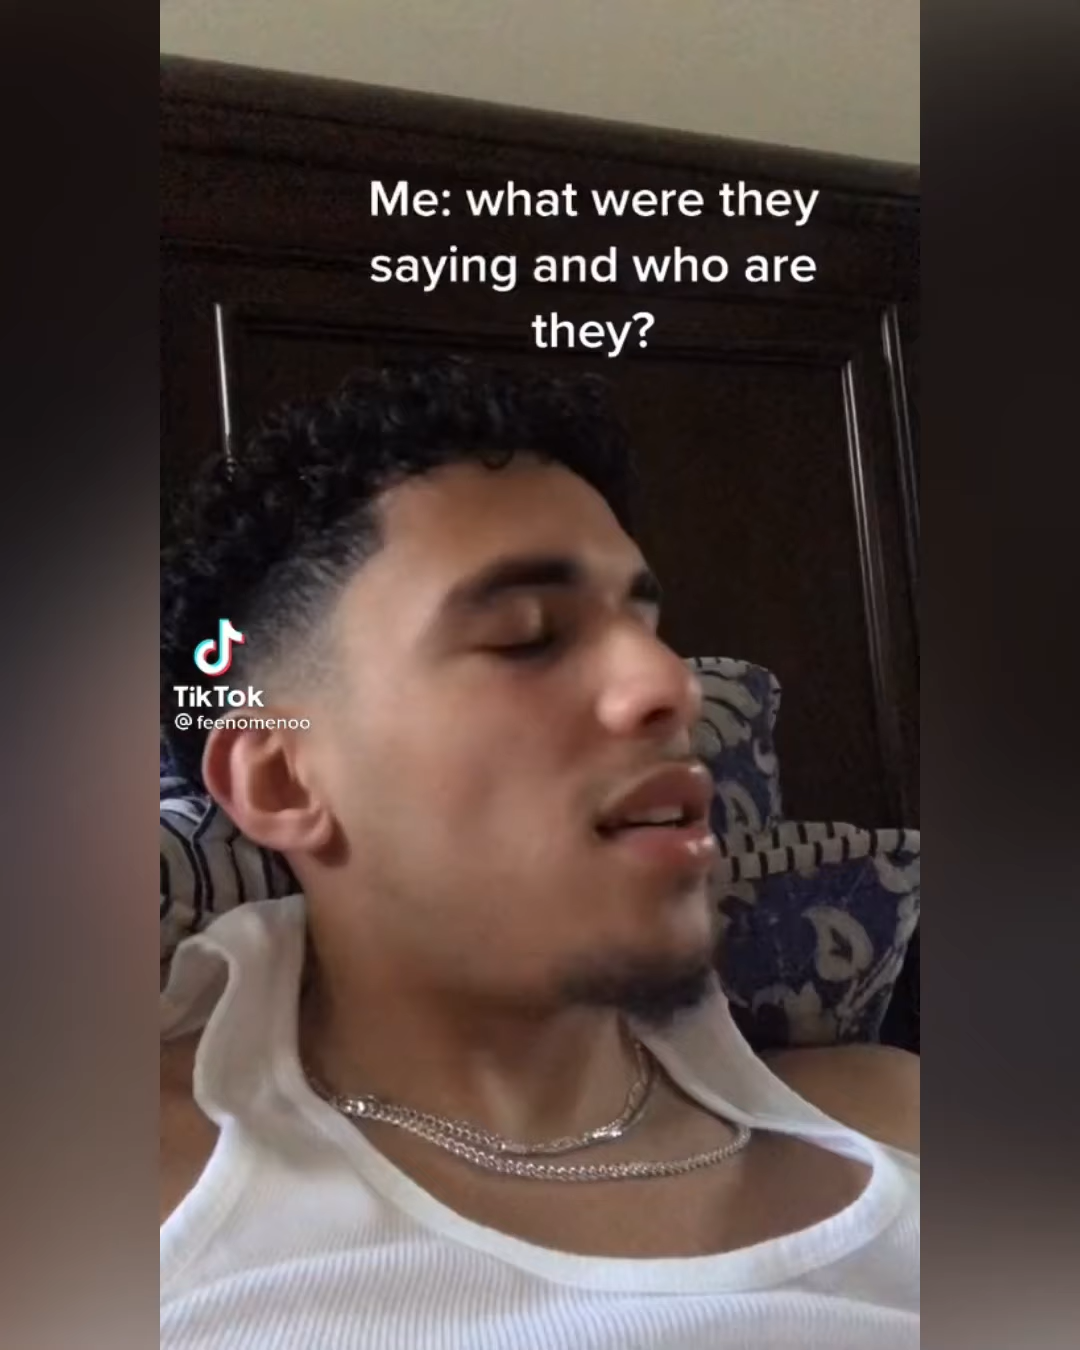 Me: what were they
saying and who are
they?
TikTok
@feenomenoo